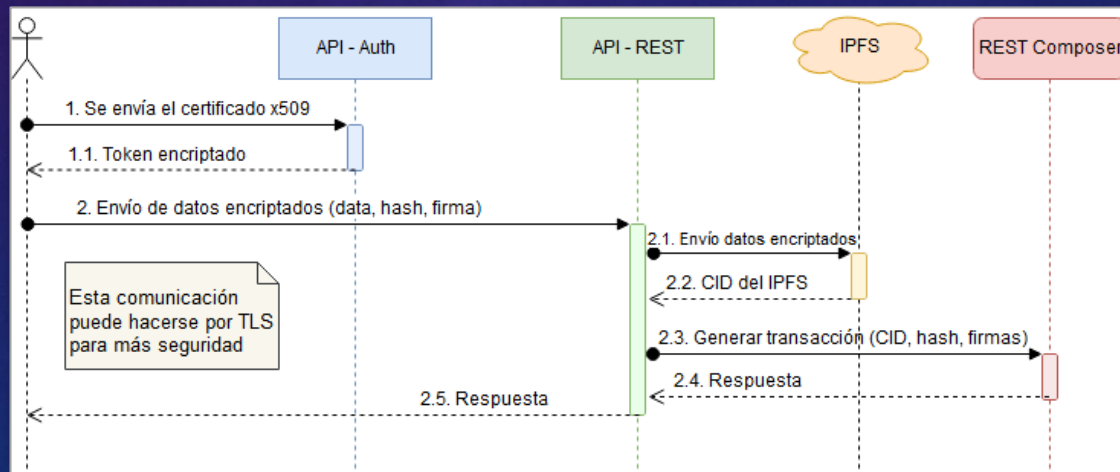 API - Auth
API - REST
IPFS
REST Composer
1. Se envía el certificado x509
1.1. Token encriptado
2. Envío de datos encriptados (data, hash, firma)
2.1. Envío datos encriptados
Esta comunicación
puede hacerse por TLS
para más seguridad
2.2. CID del IPFS
2.3. Generar transacción (CID, hash, firmas)
2.4. Respuesta
2.5. Respuesta